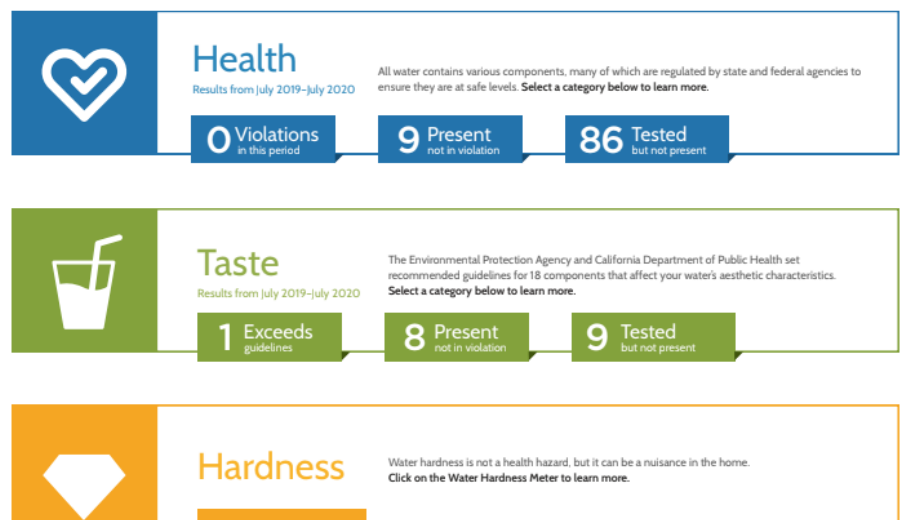 Health
Results from July 2019–July 2020
All water contains various components, many of which are regulated by state and federal agencies to
ensure they are at safe levels. Select a category below to learn more.
0 Violations
in this period
9 Present
not in violation
86 Tested
but not present
Taste
Results from July 2019–July 2020
The Environmental Protection Agency and California Department of Public Health set
recommended guidelines for 18 components that affect your water's aesthetic characteristics.
Select a category below to learn more.
1 Exceeds
guidelines
8 Present
not in violation
9 Tested
but not present
Hardness
Water hardness is not a health hazard, but it can be a nuisance in the home.
Click on the Water Hardness Meter to learn more.